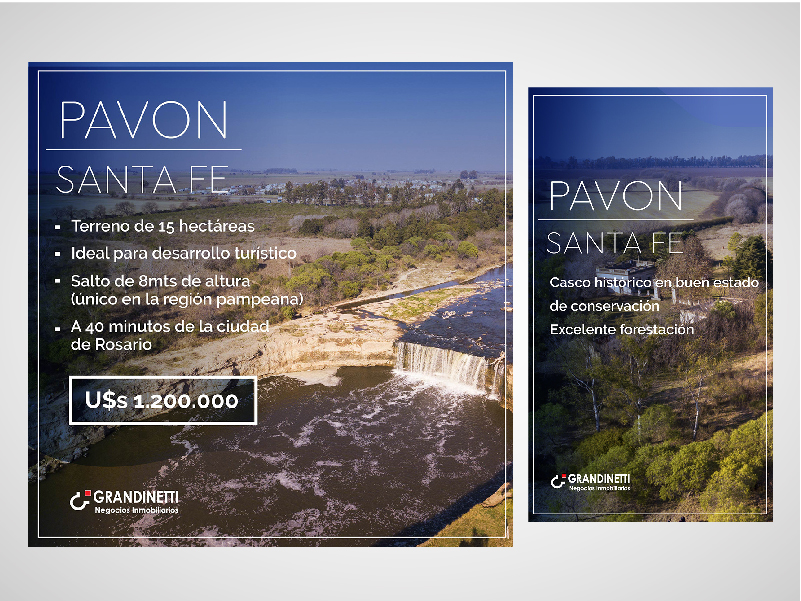 PAVON
SANTA FE
▪ Terreno de 15 hectáreas
▪ Ideal para desarrollo turístico
▪ Salto de 8mts de altura
(único en la región pampeana)
▪ A 40 minutos de la ciudad
de Rosario
U$s 1.200.000
GRANDINETTI
Negocios Inmobiliarios
PAVON
SANTA FE
Casco histórico en buen estado
de conservación
Excelente forestación
GRANDINETTI
Negocios Inmobiliarios